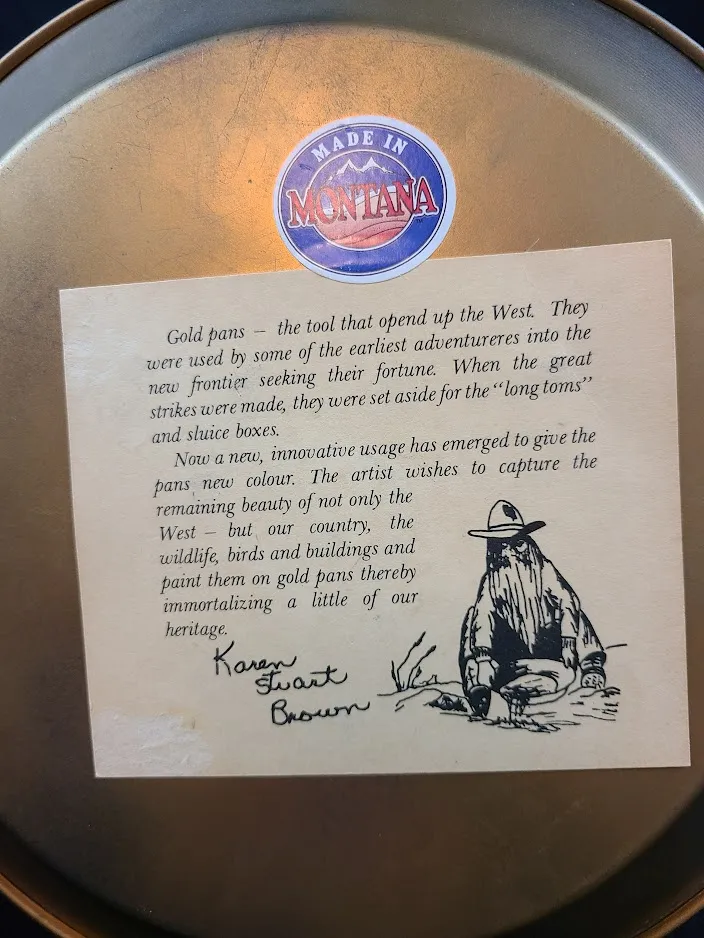 MADE IN
MONTANA
Gold pans — the tool that opend up the West. They
were used by some of the earliest adventureres into the
new frontier seeking their fortune. When the great
strikes were made, they were set aside for the "long toms"
and sluice boxes.
Now a new, innovative usage has emerged to give the
pans new colour. The artist wishes to capture the
remaining beauty of not only the
West — but our country, the
wildlife, birds and buildings and
paint them on gold pans thereby
immortalizing a little of our
heritage.
Karen
Stuart
Brown